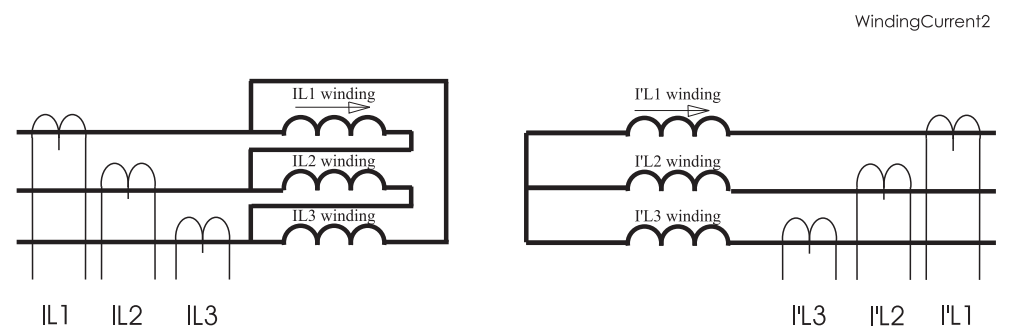 WindingCurrent2
IL1 winding
I'L1 winding
IL2 winding
I'L2 winding
IL3 winding
I'L3 winding
IL1 IL2 IL3 I'L3 I'L2 I'L1